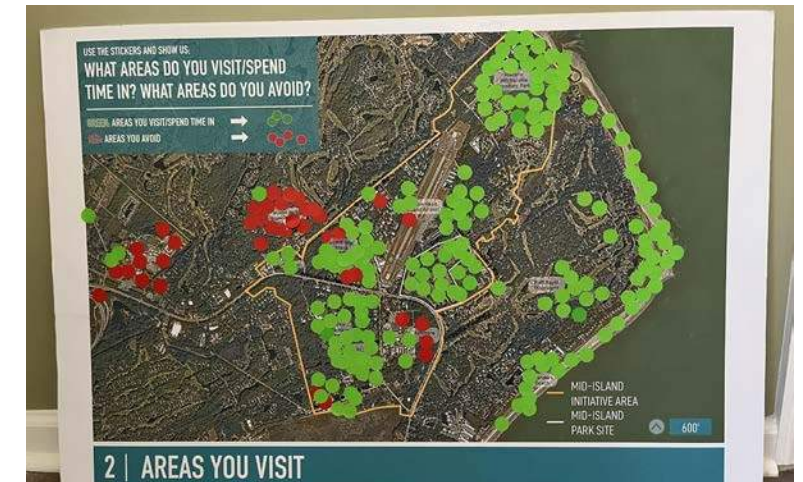 USE THE STICKERS AND SHOW US:
WHAT AREAS DO YOU VISIT/SPEND
TIME IN? WHAT AREAS DO YOU AVOID?
GREEN: AREAS YOU VISIT/SPEND TIME IN
RED: AREAS YOU AVOID
MID-ISLAND
INITIATIVE AREA
MID-ISLAND
PARK SITE
600'
2 | AREAS YOU VISIT